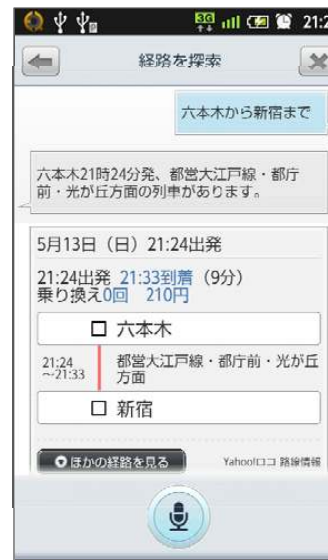 3G 21:2
経路を探索
六本木から新宿まで
六本木21時24分発、都営大江戸線・都庁
前・光が丘方面の列車があります。
5月13日（日）21:24出発
21:24出発 21:33到着（9分）
乗り換え0回 210円
六本木
21:24
～21:33
都営大江戸線・都庁前・光が丘
方面
新宿
ほかの経路を見る Yahoo!ロコ 路線情報